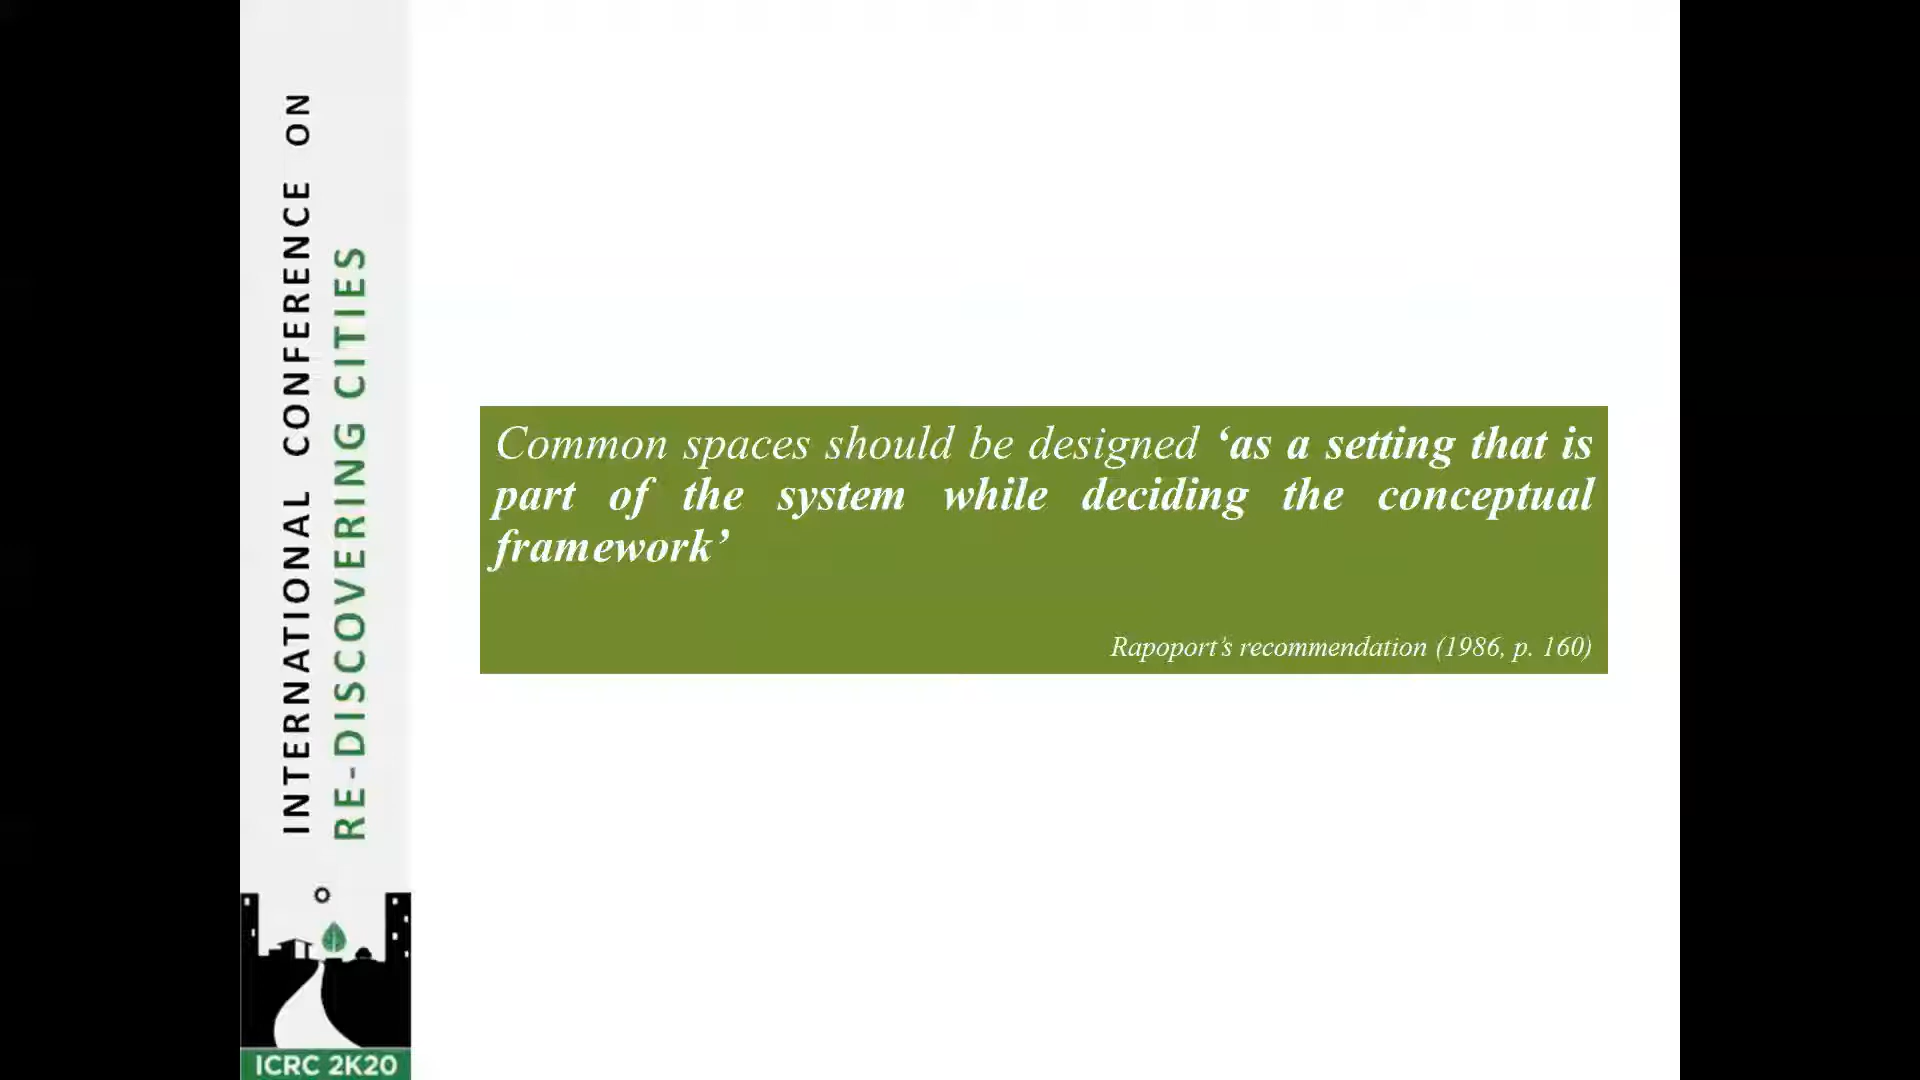 INTERNATIONAL CONFERENCE ON
RE-DISCOVERING CITIES
ICRC 2K20
Common spaces should be designed ‘as a setting that is
part of the system while deciding the conceptual
framework’
Rapoport’s recommendation (1986, p. 160)